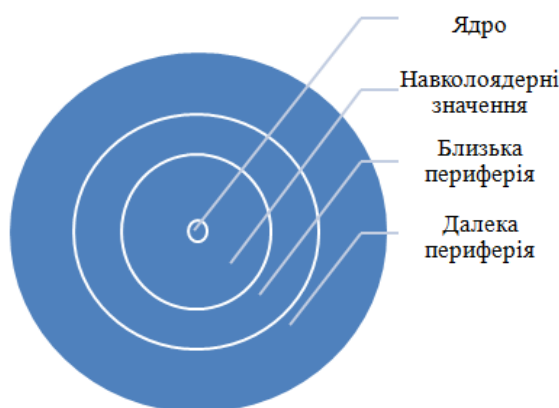 Ядро
Навколоядерні
значення
Близька
периферія
Далека
периферія